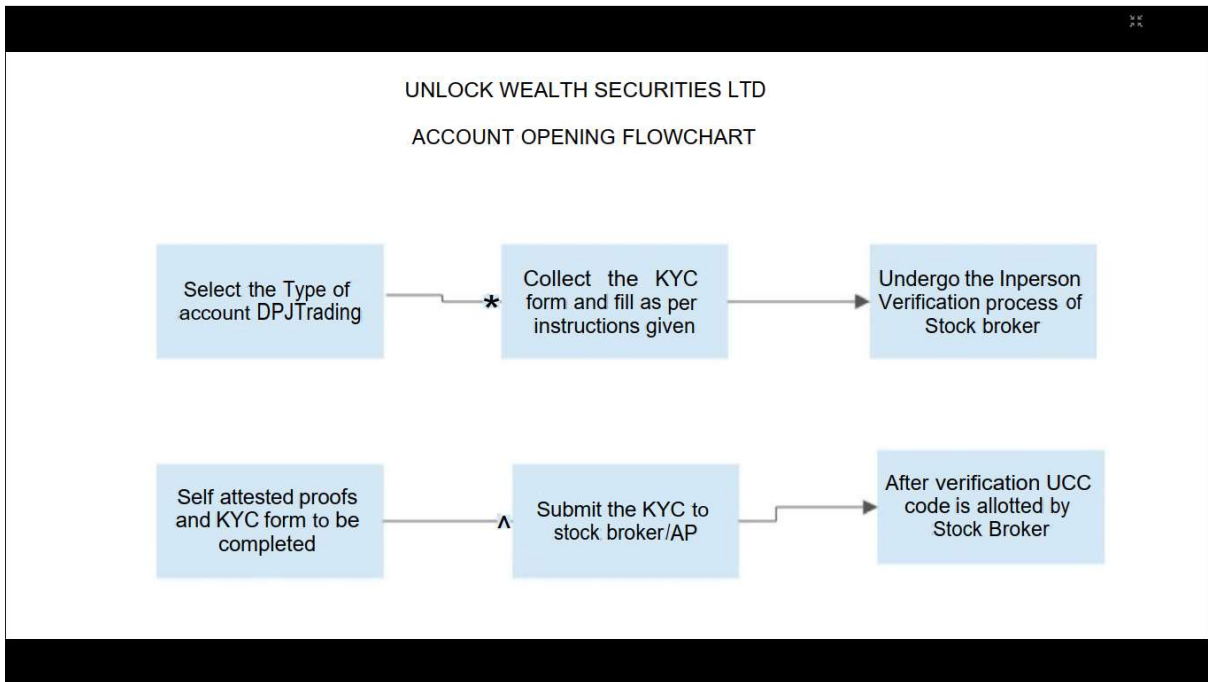 UNLOCK WEALTH SECURITIES LTD
ACCOUNT OPENING FLOWCHART
Select the Type of
account DPJTrading
*
Collect the KYC
form and fill as per
instructions given
Undergo the Inperson
Verification process of
Stock broker
Self attested proofs
and KYC form to be
completed
^
Submit the KYC to
stock broker/AP
After verification UCC
code is allotted by
Stock Broker